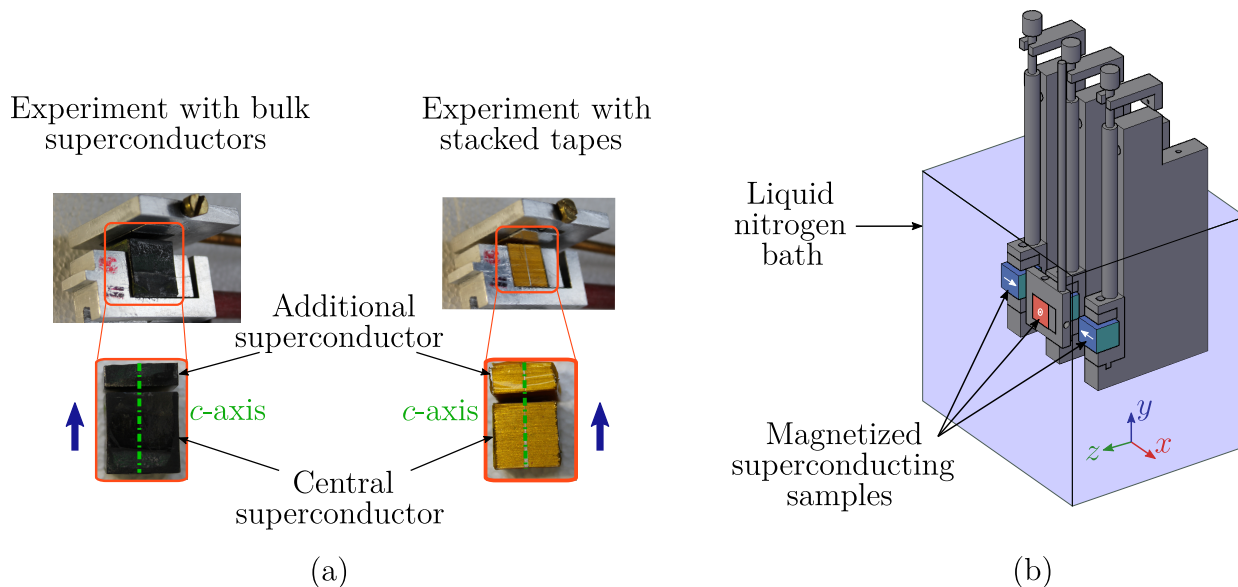 Experiment with bulk
superconductors
Experiment with
stacked tapes
Additional
superconductor
c-axis
c-axis
Central
superconductor
(a)
Liquid
nitrogen
bath
Magnetized
superconducting
samples
y
z
x
(b)